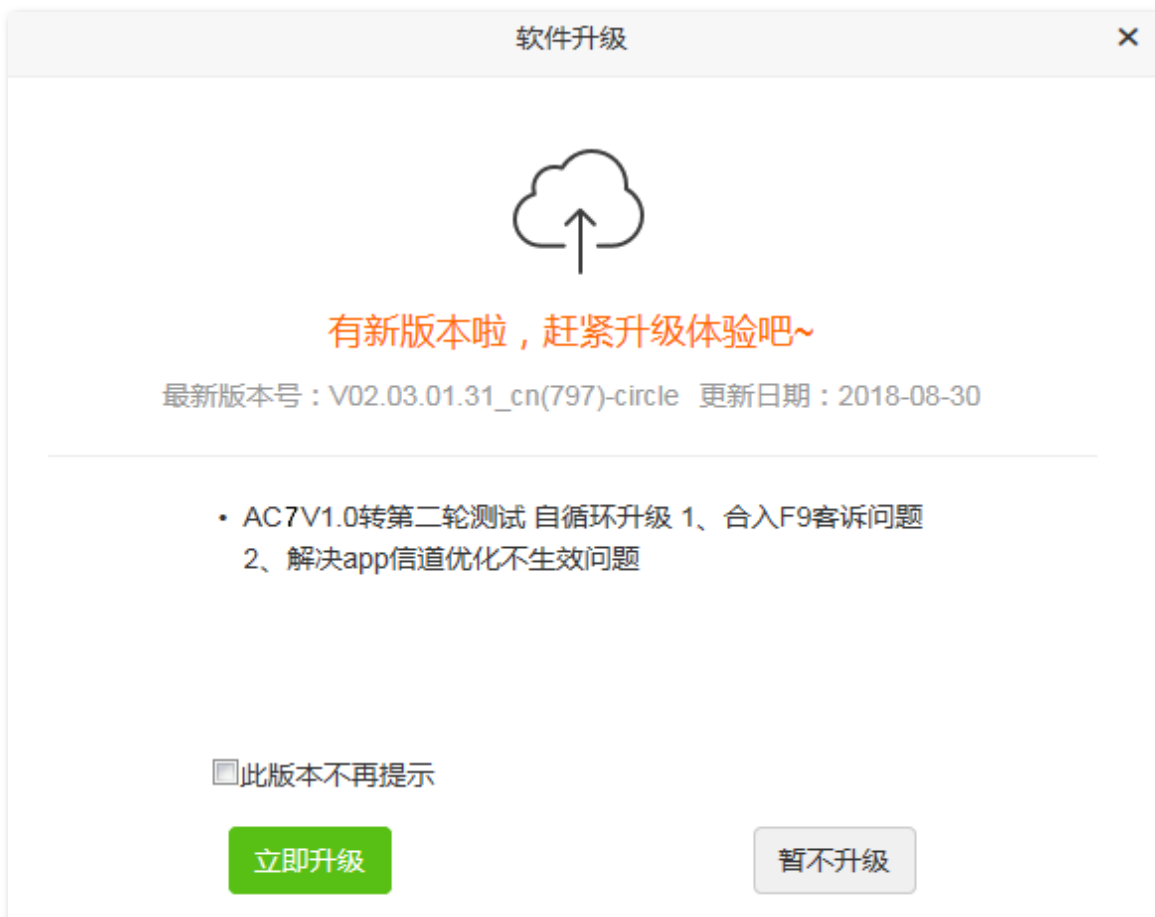 软件升级
有新版本啦，赶紧升级体验吧~
最新版本号：V02.03.01.31_cn(797)-circle 更新日期：2018-08-30
• AC7V1.0转第二轮测试 自循环升级 1、合入F9客诉问题
2、解决app信道优化不生效问题
此版本不再提示
立即升级 暂不升级